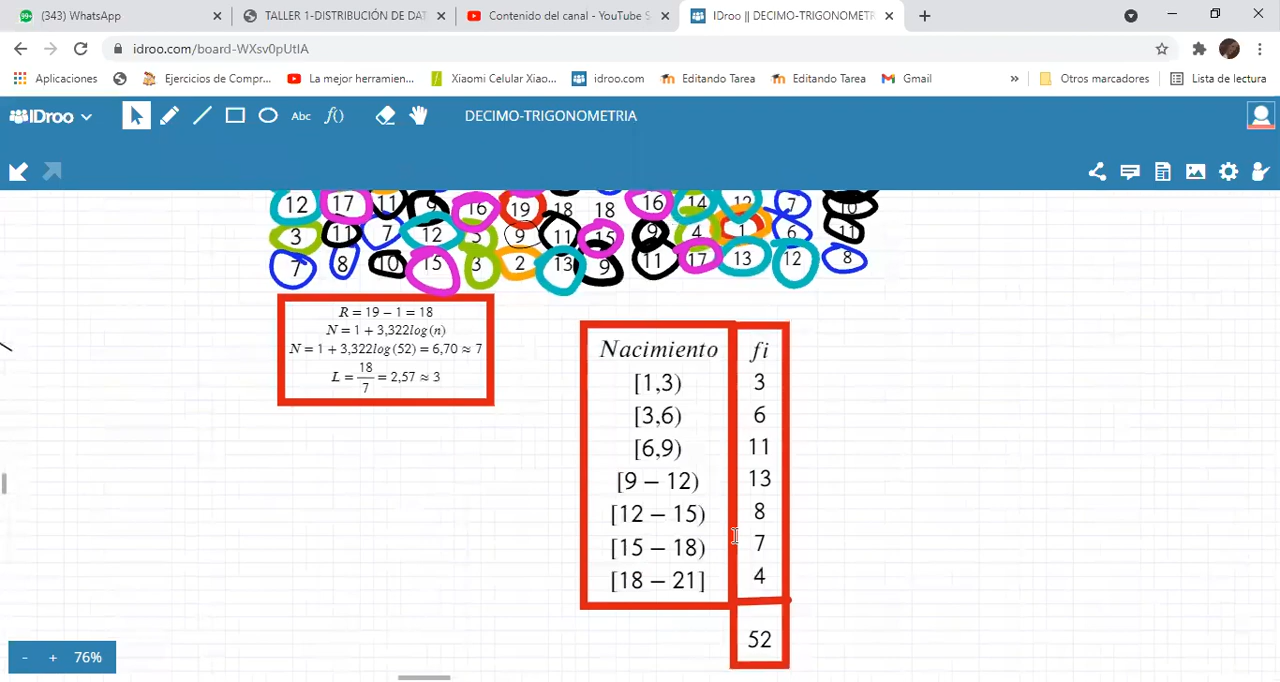 (343) WhatsApp
TALLER 1-DISTRIBUCIÓN DE DAT
Contenido del canal - YouTube S
IDroo || DECIMO-TRIGONOMETR
idroo.com/board-WXsv0pUtIA
Aplicaciones
Ejercicios de Compr...
La mejor herramien...
Xiaomi Celular Xiao...
idroo.com
Editando Tarea
Editando Tarea
Gmail
»
Otros marcadores
Lista de lectura
IDroo
Abc
f()
DECIMO-TRIGONOMETRIA
12 17 11 9 16 19 18 18 16 14 12 7 10
3 11 7 12 5 9 11 15 9 4 1 6 11
7 8 10 15 3 2 13 9 11 17 13 12 8
R = 19 − 1 = 18
N = 1 + 3,322log(n)
N = 1 + 3,322log(52) = 6,70 ≈ 7
L = 18/7 = 2,57 ≈ 3
Nacimiento fi
[1,3) 3
[3,6) 6
[6,9) 11
[9 − 12) 13
[12 − 15) 8
[15 − 18) 7
[18 − 21] 4
52
- + 76%